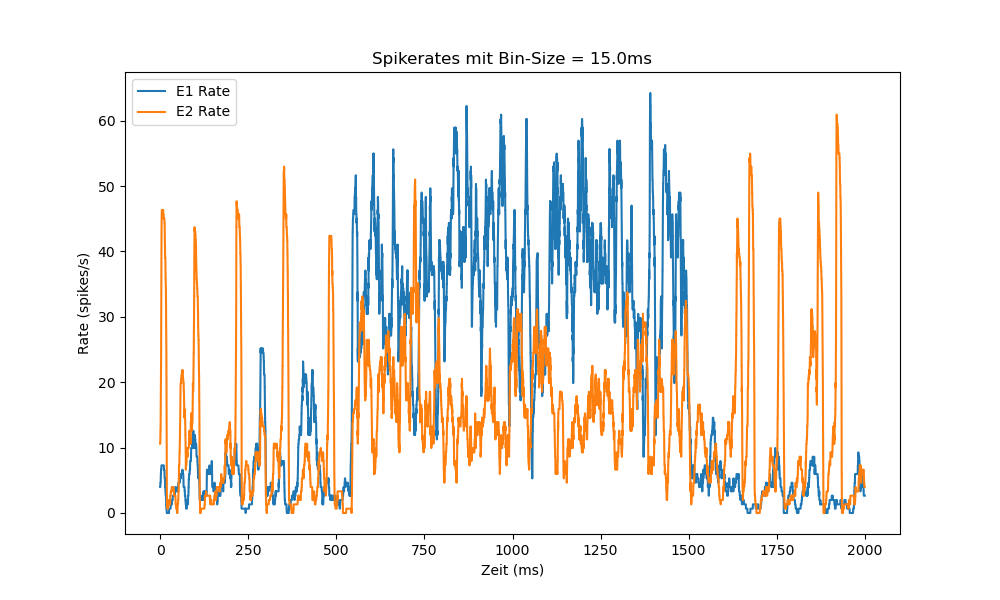 Spikerates mit Bin-Size = 15.0ms
E1 Rate
E2 Rate
Rate (spikes/s)
60
50
40
30
20
10
0
0 250 500 750 1000 1250 1500 1750 2000
Zeit (ms)